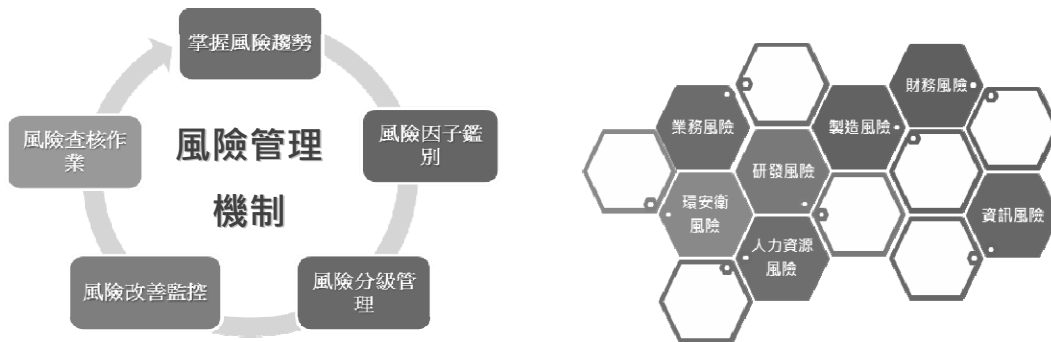 掌握風險趨勢
風險因子鑑
別
風險分級管
理
風險改善監控
風險查核作
業
風險管理
機制
財務風險
業務風險
製造風險
研發風險
環安衛
風險
資訊風險
人力資源
風險